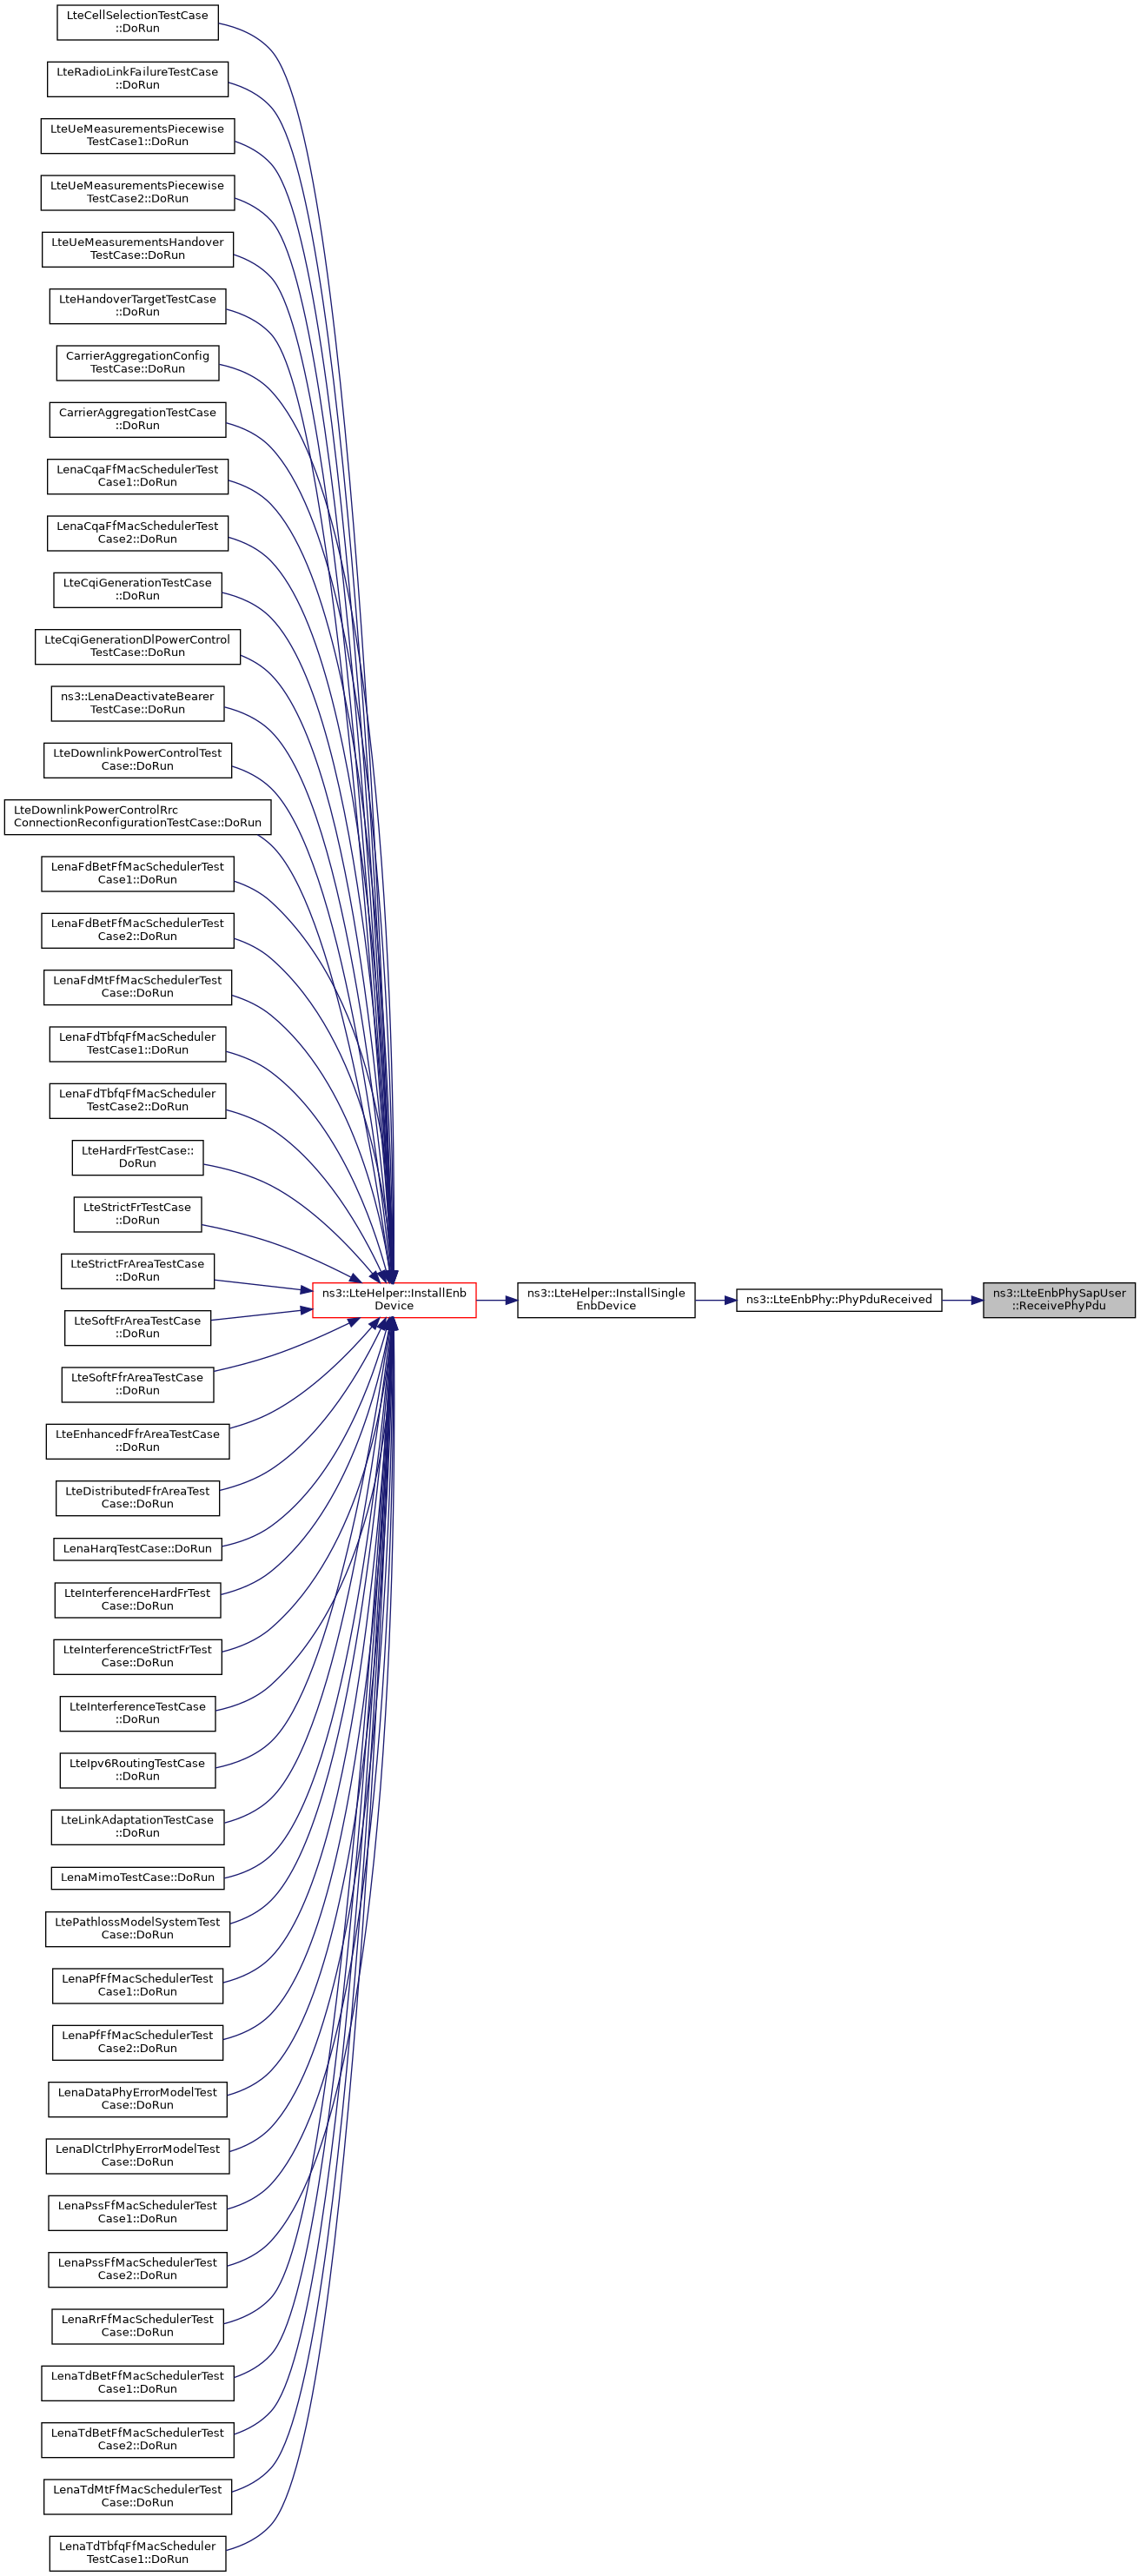 LteCellSelectionTestCase
::DoRun
LteRadioLinkFailureTestCase
::DoRun
LteUeMeasurementsPiecewise
TestCase1::DoRun
LteUeMeasurementsPiecewise
TestCase2::DoRun
LteUeMeasurementsHandover
TestCase::DoRun
LteHandoverTargetTestCase
::DoRun
CarrierAggregationConfig
TestCase::DoRun
CarrierAggregationTestCase
::DoRun
LenaCqaFfMacSchedulerTest
Case1::DoRun
LenaCqaFfMacSchedulerTest
Case2::DoRun
LteCqiGenerationTestCase
::DoRun
LteCqiGenerationDlPowerControl
TestCase::DoRun
ns3::LenaDeactivateBearer
TestCase::DoRun
LteDownlinkPowerControlTest
Case::DoRun
LteDownlinkPowerControlRrc
ConnectionReconfigurationTestCase::DoRun
LenaFdBetFfMacSchedulerTest
Case1::DoRun
LenaFdBetFfMacSchedulerTest
Case2::DoRun
LenaFdMtFfMacSchedulerTest
Case::DoRun
LenaFdTbfqFfMacScheduler
TestCase1::DoRun
LenaFdTbfqFfMacScheduler
TestCase2::DoRun
LteHardFrTestCase::
DoRun
LteStrictFrTestCase
::DoRun
LteStrictFrAreaTestCase
::DoRun
LteSoftFrAreaTestCase
::DoRun
LteSoftFfrAreaTestCase
::DoRun
LteEnhancedFfrAreaTestCase
::DoRun
LteDistributedFfrAreaTest
Case::DoRun
LenaHarqTestCase::DoRun
LteInterferenceHardFrTest
Case::DoRun
LteInterferenceStrictFrTest
Case::DoRun
LteInterferenceTestCase
::DoRun
LteIpv6RoutingTestCase
::DoRun
LteLinkAdaptationTestCase
::DoRun
LenaMimoTestCase::DoRun
LtePathlossModelSystemTest
Case::DoRun
LenaPfFfMacSchedulerTest
Case1::DoRun
LenaPfFfMacSchedulerTest
Case2::DoRun
LenaDataPhyErrorModelTest
Case::DoRun
LenaDlCtrlPhyErrorModelTest
Case::DoRun
LenaPssFfMacSchedulerTest
Case1::DoRun
LenaPssFfMacSchedulerTest
Case2::DoRun
LenaRrFfMacSchedulerTest
Case::DoRun
LenaTdBetFfMacSchedulerTest
Case1::DoRun
LenaTdBetFfMacSchedulerTest
Case2::DoRun
LenaTdMtFfMacSchedulerTest
Case::DoRun
LenaTdTbfqFfMacScheduler
TestCase1::DoRun
ns3::LteHelper::InstallEnb
Device
ns3::LteHelper::InstallSingle
EnbDevice
ns3::LteEnbPhy::PhyPduReceived
ns3::LteEnbPhySapUser
::ReceivePhyPdu